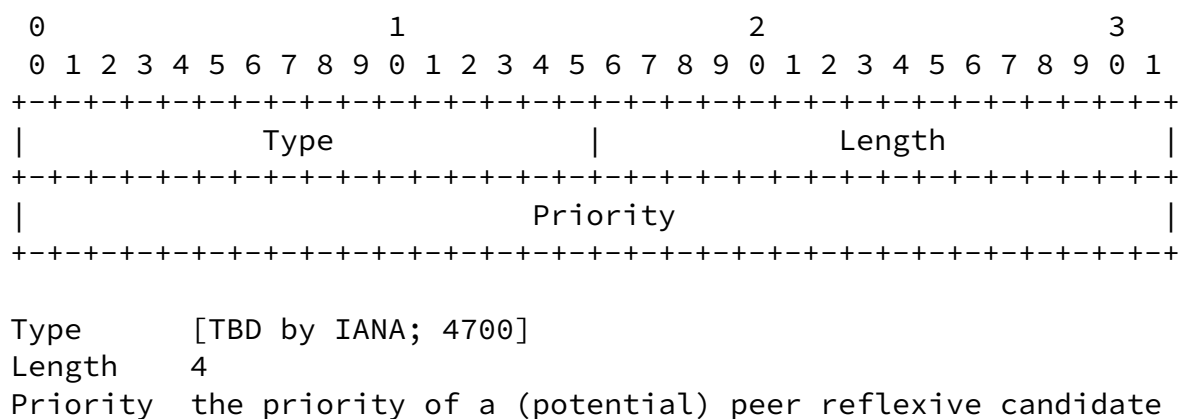 0                   1                   2                   3
 0 1 2 3 4 5 6 7 8 9 0 1 2 3 4 5 6 7 8 9 0 1 2 3 4 5 6 7 8 9 0 1
+-+-+-+-+-+-+-+-+-+-+-+-+-+-+-+-+-+-+-+-+-+-+-+-+-+-+-+-+-+-+-+-+
|             Type              |             Length            |
+-+-+-+-+-+-+-+-+-+-+-+-+-+-+-+-+-+-+-+-+-+-+-+-+-+-+-+-+-+-+-+-+
|                            Priority                           |
+-+-+-+-+-+-+-+-+-+-+-+-+-+-+-+-+-+-+-+-+-+-+-+-+-+-+-+-+-+-+-+-+

Type      [TBD by IANA; 4700]
Length    4
Priority  the priority of a (potential) peer reflexive candidate